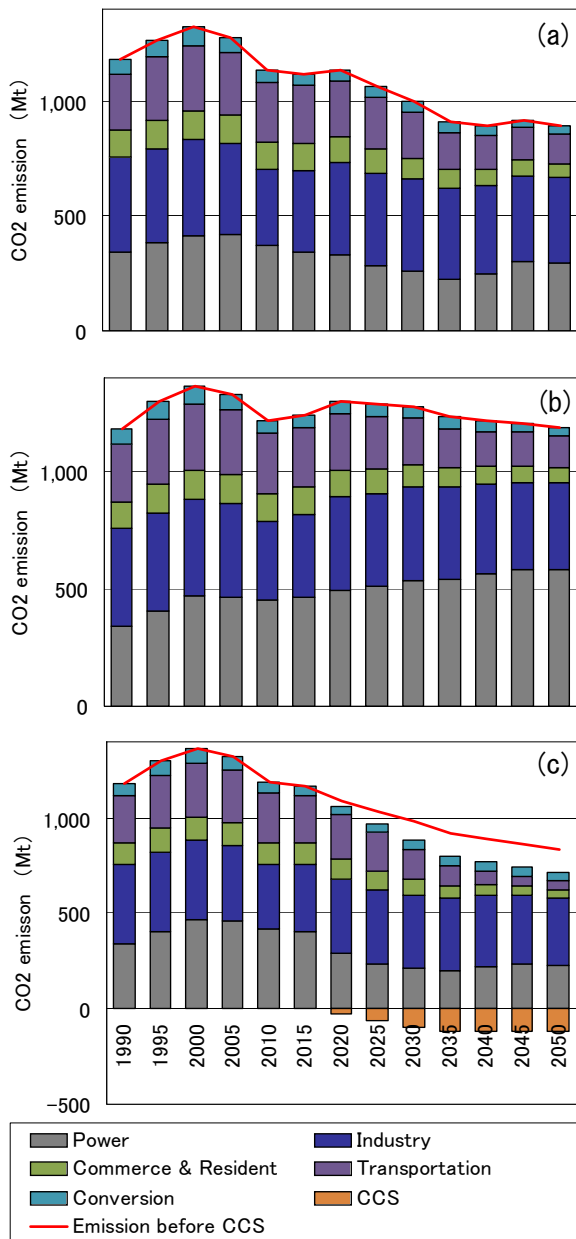 (a)
CO2 emission (Mt)
1,000
500
0
(b)
CO2 emission (Mt)
1,000
500
0
(c)
CO2 emisson (Mt)
1,000
500
0
-500
1990 1995 2000 2005 2010 2015 2020 2025 2030 2035 2040 2045 2050
Power Industry
Commerce & Resident Transportation
Conversion CCS
Emission before CCS